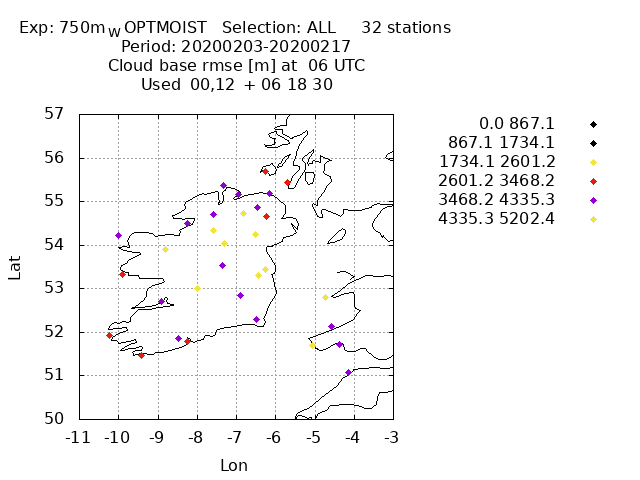 Exp: 750m_W OPTMOIST Selection: ALL 32 stations
Period: 20200203-20200217
Cloud base rmse [m] at 06 UTC
Used 00,12 + 06 18 30
0.0 867.1
867.1 1734.1
1734.1 2601.2
2601.2 3468.2
3468.2 4335.3
4335.3 5202.4
57
56
55
54
53
52
51
50
Lat
-11 -10 -9 -8 -7 -6 -5 -4 -3
Lon